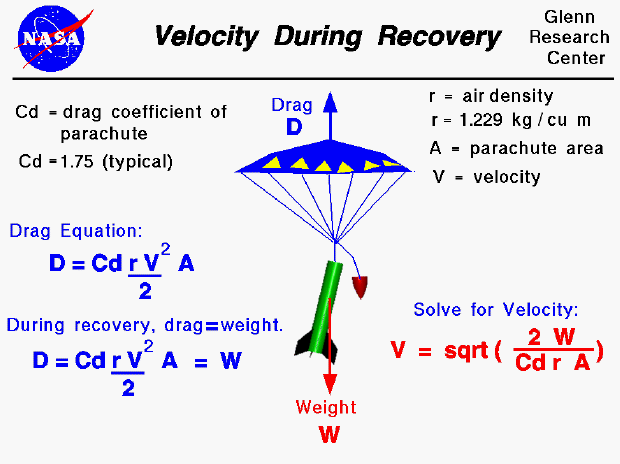 NASA
Velocity During Recovery
Glenn
Research
Center
Cd = drag coefficient of
parachute
Cd = 1.75 (typical)
Drag
D
r = air density
r = 1.229 kg / cu m
A = parachute area
V = velocity
Drag Equation:
D = Cd r V² A
2
During recovery, drag=weight.
D = Cd r V² A = W
2
Solve for Velocity:
V = sqrt ( 2 W
Cd r A )
Weight
W